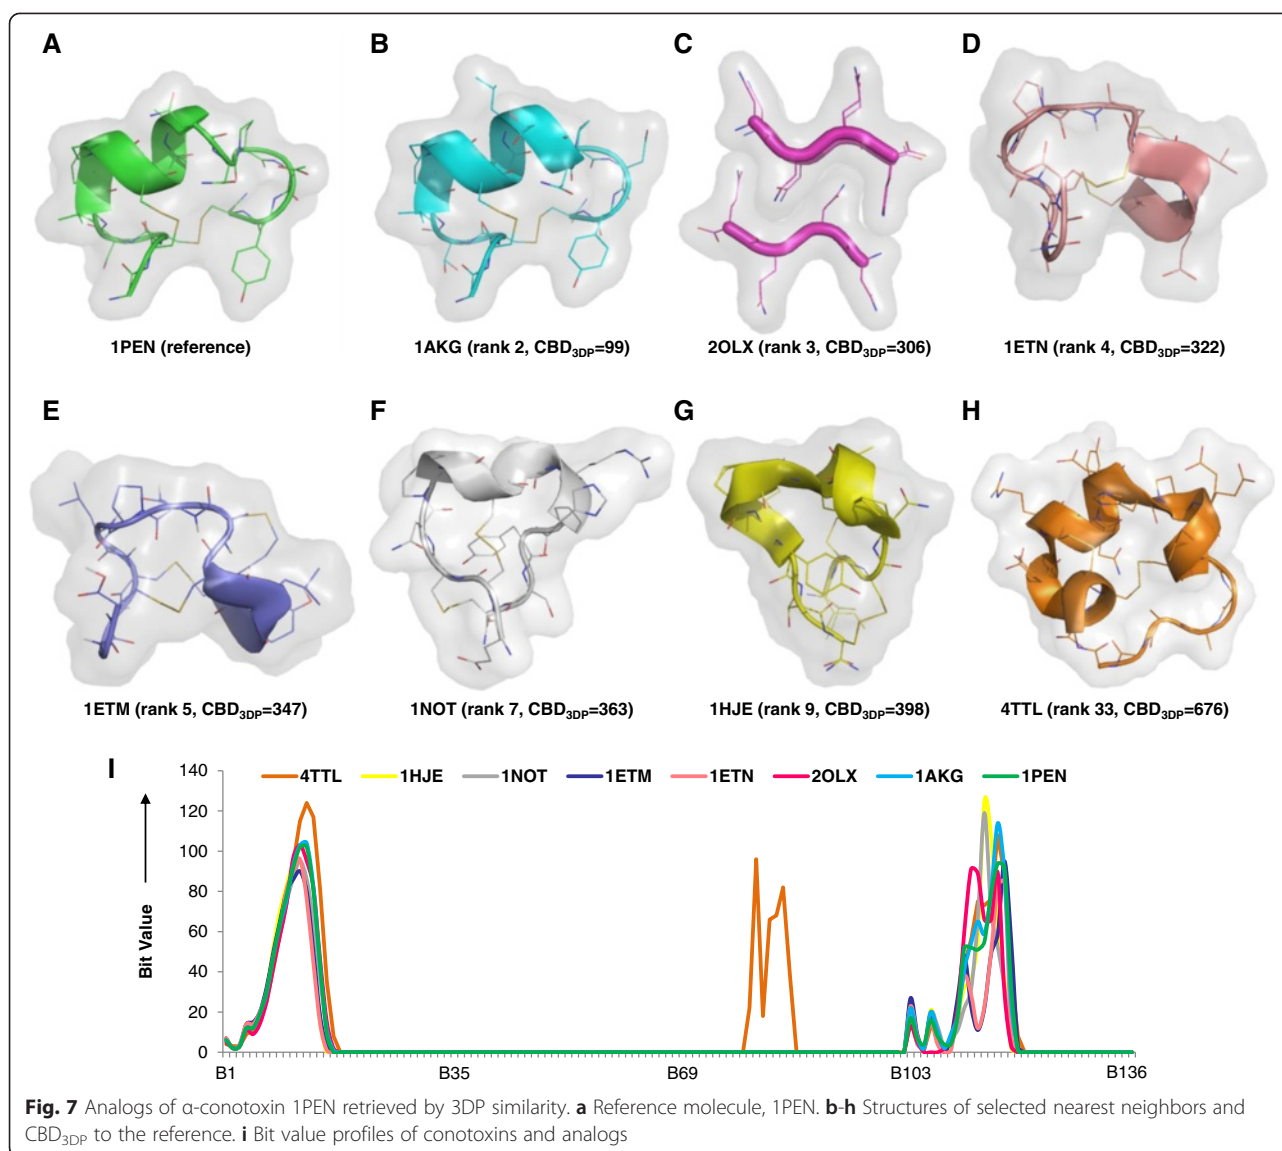 A
B
C
D
1PEN (reference)
1AKG (rank 2, CBD3DP=99)
2OLX (rank 3, CBD3DP=306)
1ETN (rank 4, CBD3DP=322)
E
F
G
H
1ETM (rank 5, CBD3DP=347)
1NOT (rank 7, CBD3DP=363)
1HJE (rank 9, CBD3DP=398)
4TTL (rank 33, CBD3DP=676)
I
4TTL 1HJE 1NOT 1ETM 1ETN 2OLX 1AKG 1PEN
Bit Value
140
120
100
80
60
40
20
0
B1 B35 B69 B103 B136
Fig. 7 Analogs of α-conotoxin 1PEN retrieved by 3DP similarity. a Reference molecule, 1PEN. b-h Structures of selected nearest neighbors and
CBD3DP to the reference. i Bit value profiles of conotoxins and analogs